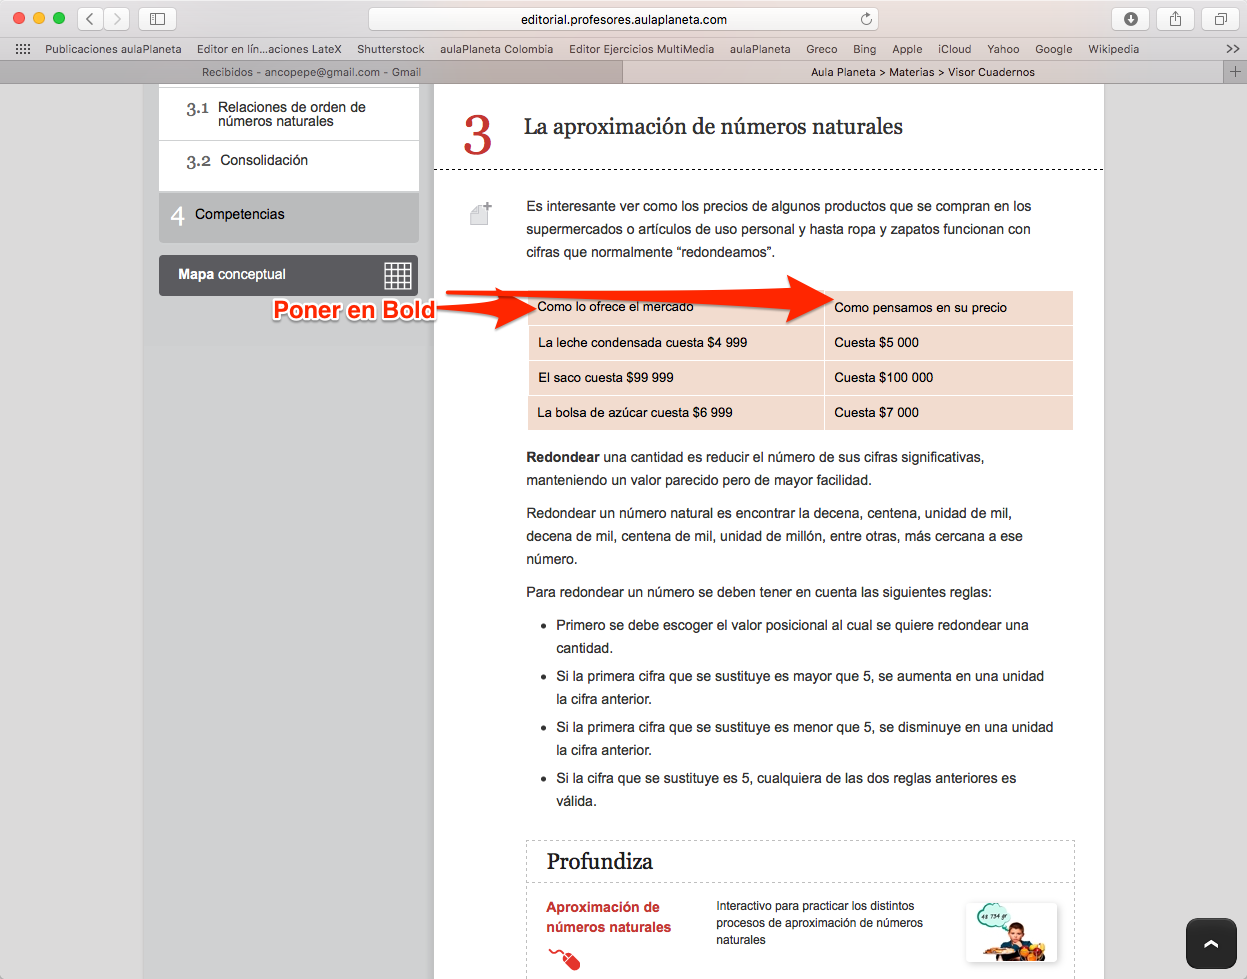 editorial.profesores.aulaplaneta.com
Publicaciones aulaPlaneta Editor en lín...aciones LateX Shutterstock aulaPlaneta Colombia Editor Ejercicios MultiMedia aulaPlaneta Greco Bing Apple iCloud Yahoo Google Wikipedia
Recibidos - ancopepe@gmail.com - Gmail Aula Planeta > Materias > Visor Cuadernos
3.1 Relaciones de orden de
números naturales
3.2 Consolidación
4 Competencias
Mapa conceptual
Poner en Bold
3 La aproximación de números naturales
Es interesante ver como los precios de algunos productos que se compran en los
supermercados o artículos de uso personal y hasta ropa y zapatos funcionan con
cifras que normalmente “redondeamos”.
Como lo ofrece el mercado Como pensamos en su precio
La leche condensada cuesta $4 999 Cuesta $5 000
El saco cuesta $99 999 Cuesta $100 000
La bolsa de azúcar cuesta $6 999 Cuesta $7 000
Redondear una cantidad es reducir el número de sus cifras significativas,
manteniendo un valor parecido pero de mayor facilidad.
Redondear un número natural es encontrar la decena, centena, unidad de mil,
decena de mil, centena de mil, unidad de millón, entre otras, más cercana a ese
número.
Para redondear un número se deben tener en cuenta las siguientes reglas:
• Primero se debe escoger el valor posicional al cual se quiere redondear una
cantidad.
• Si la primera cifra que se sustituye es mayor que 5, se aumenta en una unidad
la cifra anterior.
• Si la primera cifra que se sustituye es menor que 5, se disminuye en una unidad
la cifra anterior.
• Si la cifra que se sustituye es 5, cualquiera de las dos reglas anteriores es
válida.
Profundiza
Aproximación de
números naturales
Interactivo para practicar los distintos
procesos de aproximación de números
naturales